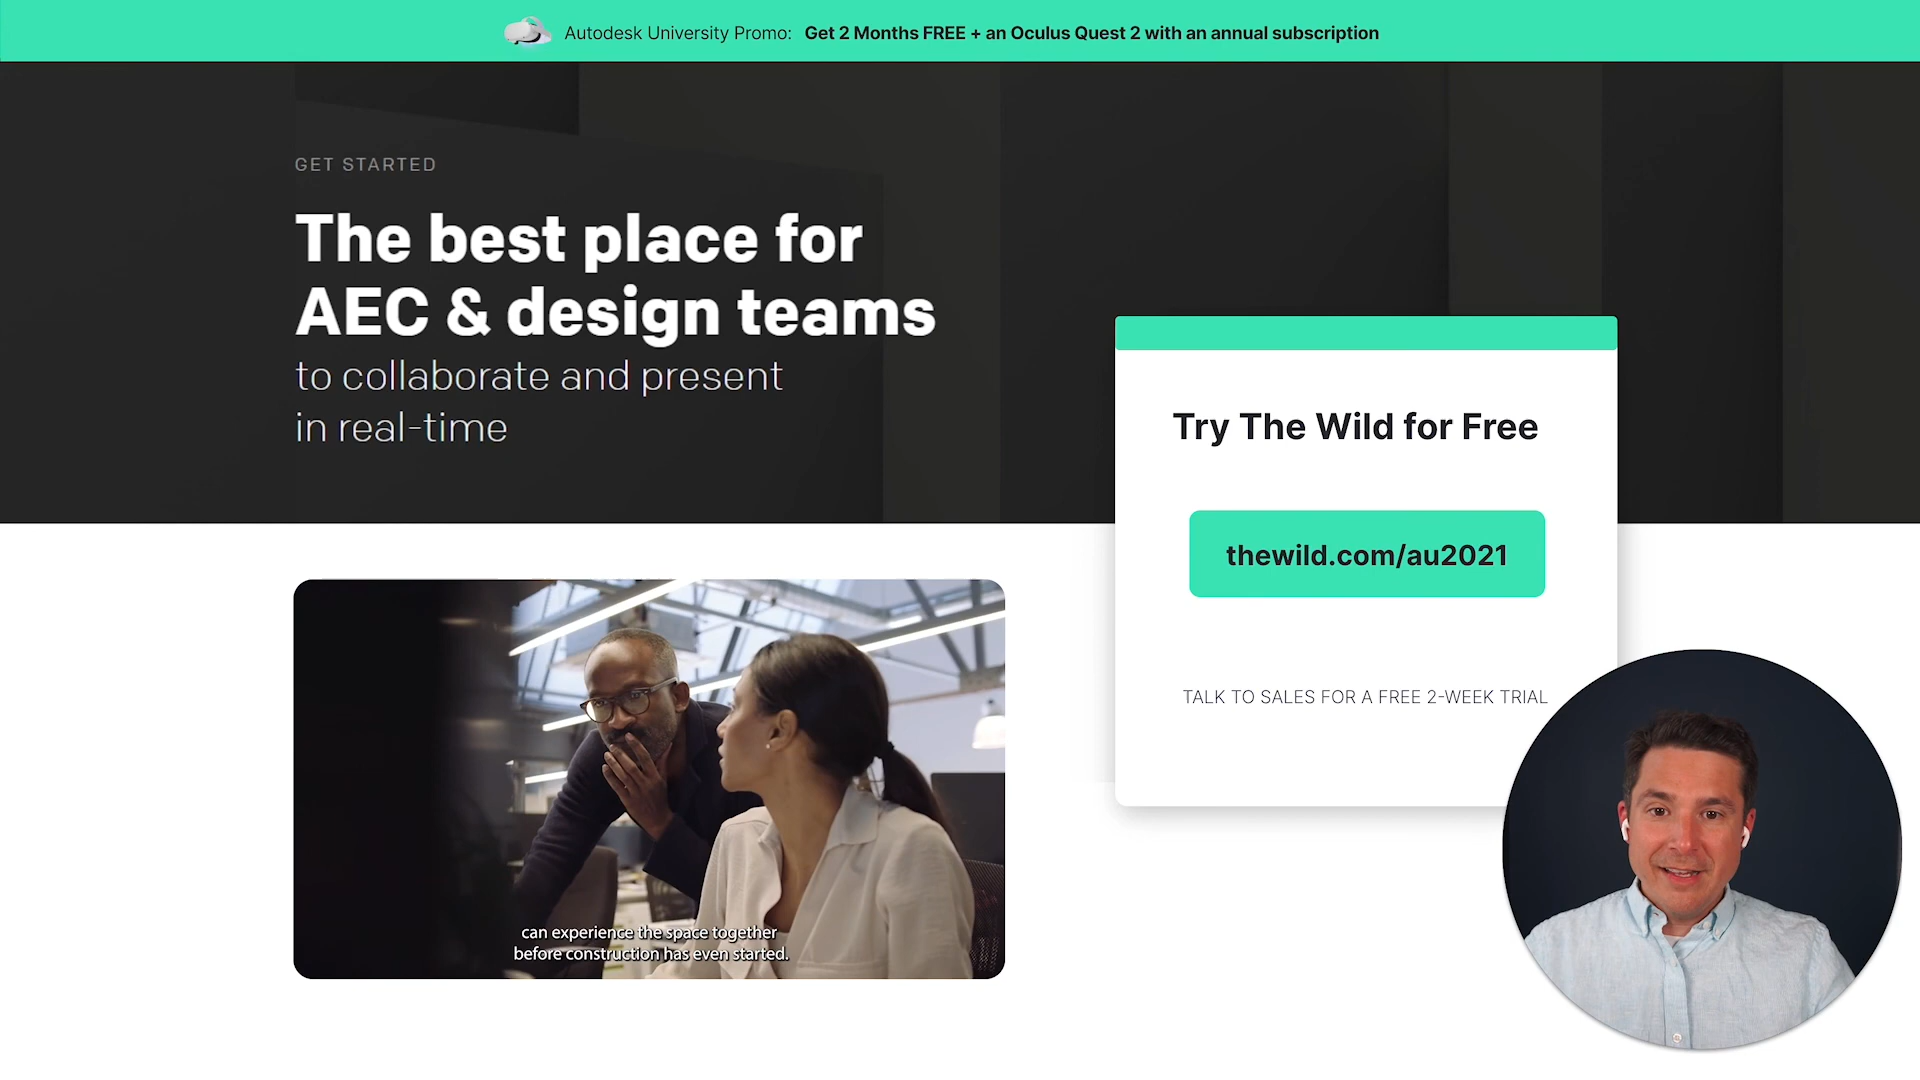 Autodesk University Promo: Get 2 Months FREE + an Oculus Quest 2 with an annual subscription
GET STARTED
The best place for
AEC & design teams
to collaborate and present
in real-time
Try The Wild for Free
thewild.com/au2021
TALK TO SALES FOR A FREE 2-WEEK TRIAL
can experience the space together
before construction has even started.